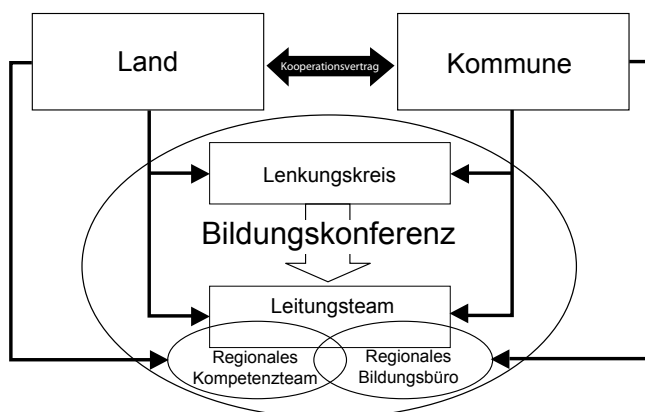 Land
Kooperationsvertrag
Kommune
Lenkungskreis
Bildungskonferenz
Leitungsteam
Regionales
Kompetenzteam
Regionales
Bildungsbüro